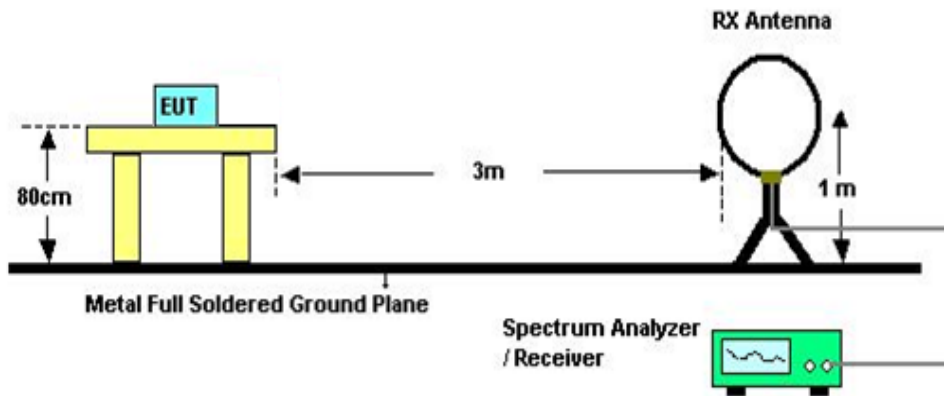 RX Antenna
EUT
3m
80cm
1 m
Metal Full Soldered Ground Plane
Spectrum Analyzer
/ Receiver